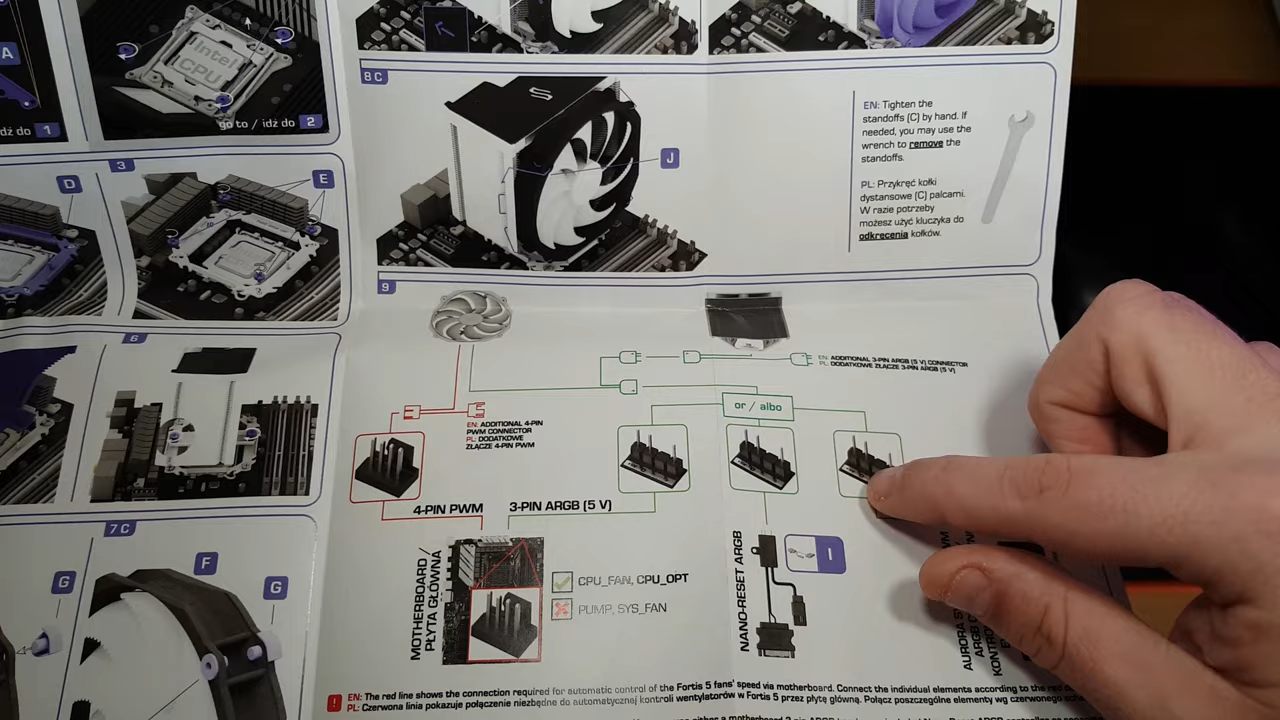 A
dź do 1
Intel
CPU
go to / idź do 2
8 C
J
EN: Tighten the
standoffs (C) by hand. If
needed, you may use the
wrench to remove the
standoffs.
PL: Przykręć kołki
dystansowe (C) palcami.
W razie potrzeby
możesz użyć kluczyka do
odkręcenia kołków.
D
3
E
9
EN: ADDITIONAL 3-PIN ARGB (5 V) CONNECTOR
PL: DODATKOWE ZŁĄCZE 3-PIN ARGB (5 V)
or / albo
EN: ADDITIONAL 4-PIN
PWM CONNECTOR
PL: DODATKOWE
ZŁĄCZE 4-PIN PWM
6
4-PIN PWM
3-PIN ARGB (5 V)
7 C
G
F
G
MOTHERBOARD /
PŁYTA GŁÓWNA
CPU_FAN, CPU_OPT
PUMP, SYS_FAN
NANO-RESET ARGB
I
EN: The red line shows the connection required for automatic control of the Fortis 5 fans' speed via motherboard. Connect the individual elements according to the red
PL: Czerwona linia pokazuje połączenie niezbędne do automatycznej kontroli wentylatorów w Fortis 5 przez płytę główną. Połącz poszczególne elementy wg czerwonego